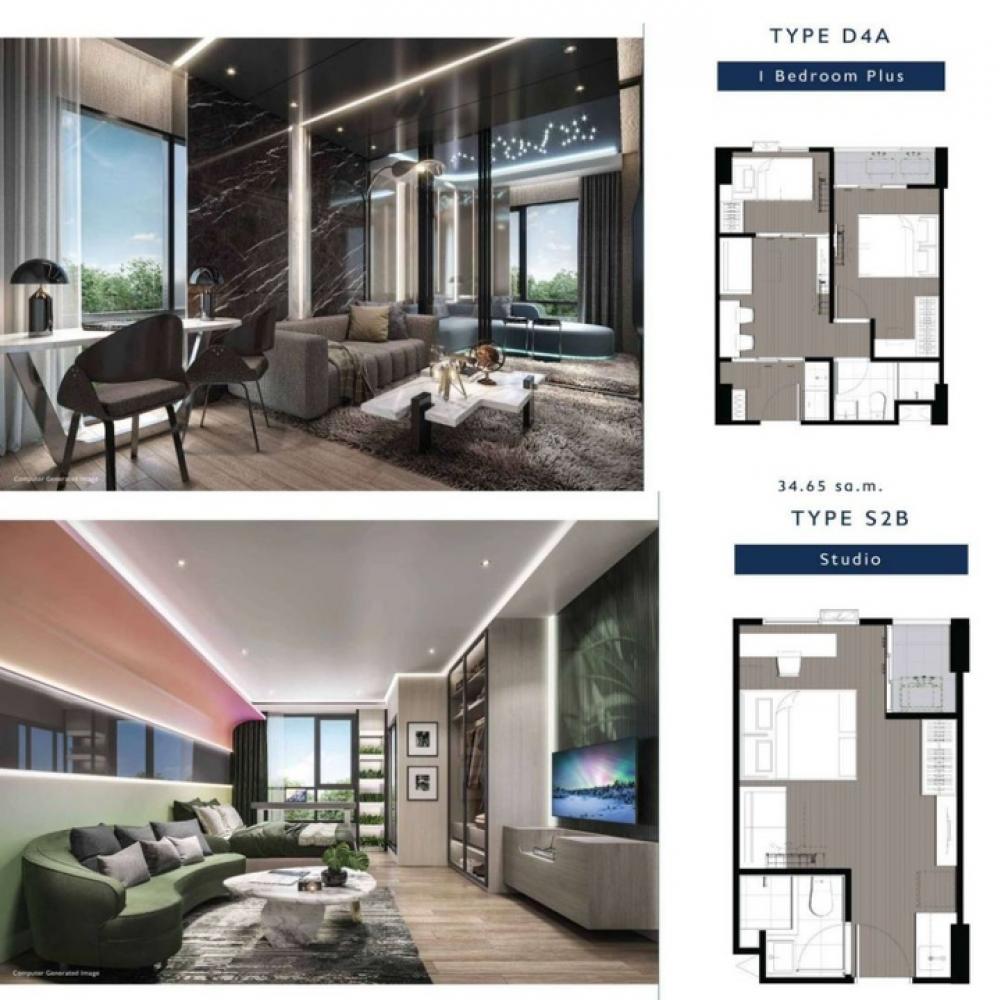 TYPE D4A
1 Bedroom Plus
Computer Generated Image
34.65 sq.m.
TYPE S2B
Studio
Computer Generated Image